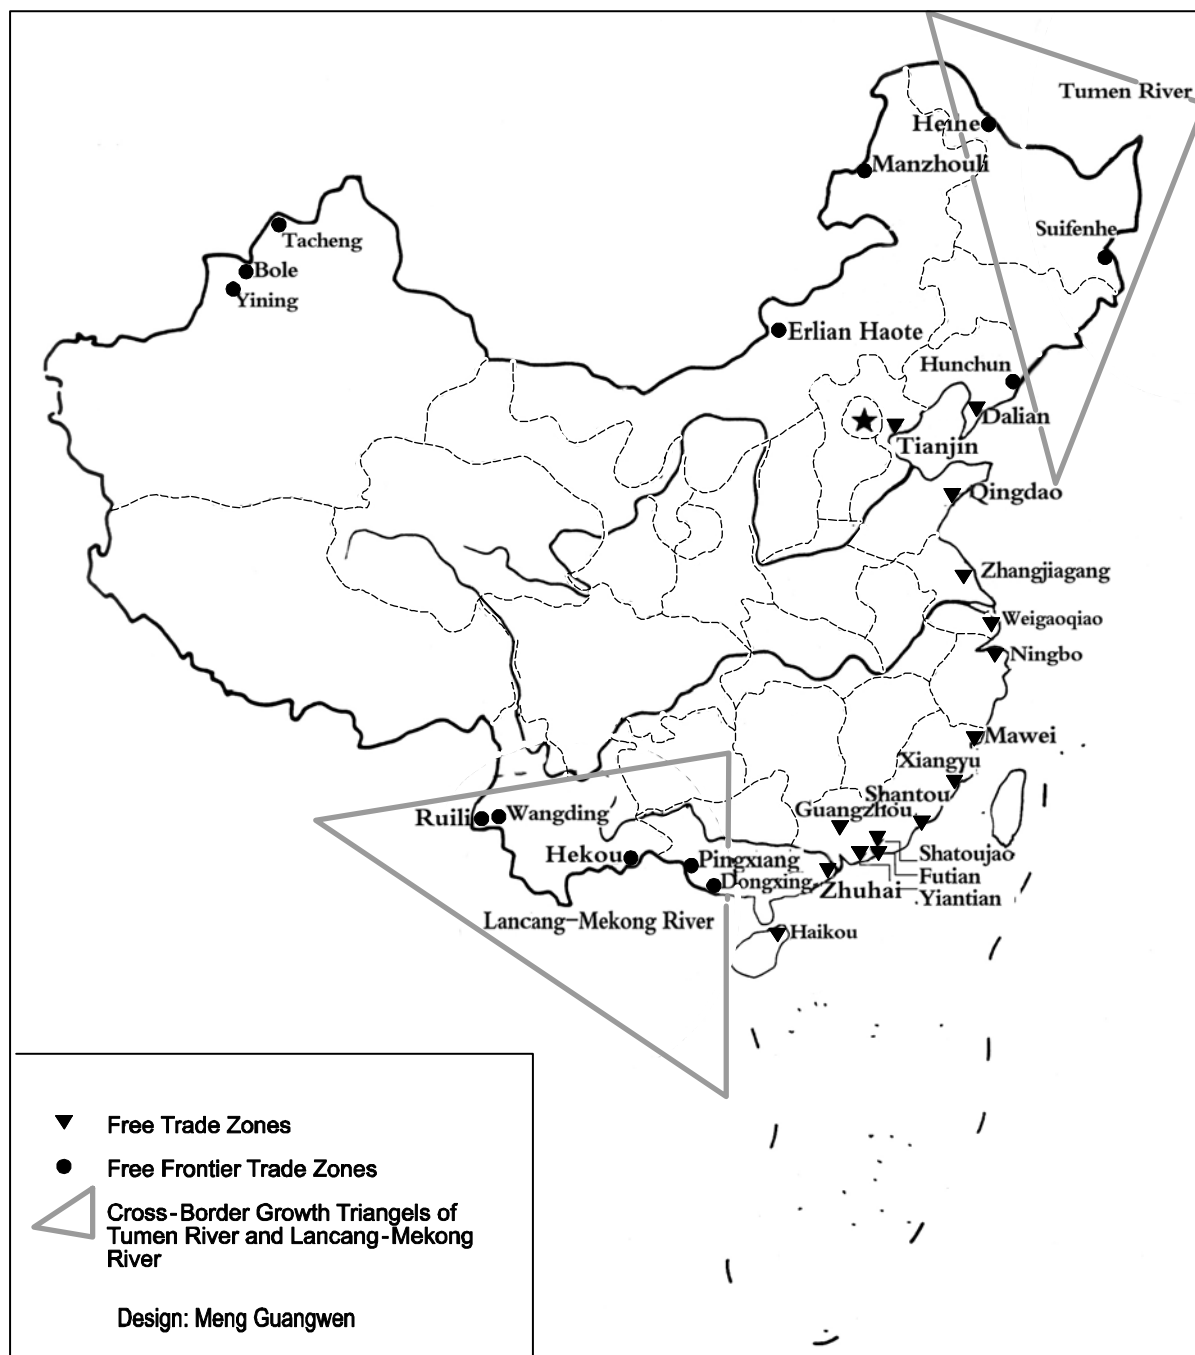 Tumen River
Heine
Manzhouli
Suifenhe
Tacheng
Bole
Yining
Erlian Haote
Hunchun
Dalian
Tianjin
Qingdao
Zhangjiagang
Weigaoqiao
Ningbo
Mawei
Xiangyu
Shantou
Guangzhou
Ruili
Wangding
Hekou
Pingxiang
Shatoujao
Futian
Dongxing
Zhuhai
Yiantian
Lancang-Mekong River
Haikou
Free Trade Zones
Free Frontier Trade Zones
Cross-Border Growth Triangels of
Tumen River and Lancang-Mekong
River
Design: Meng Guangwen